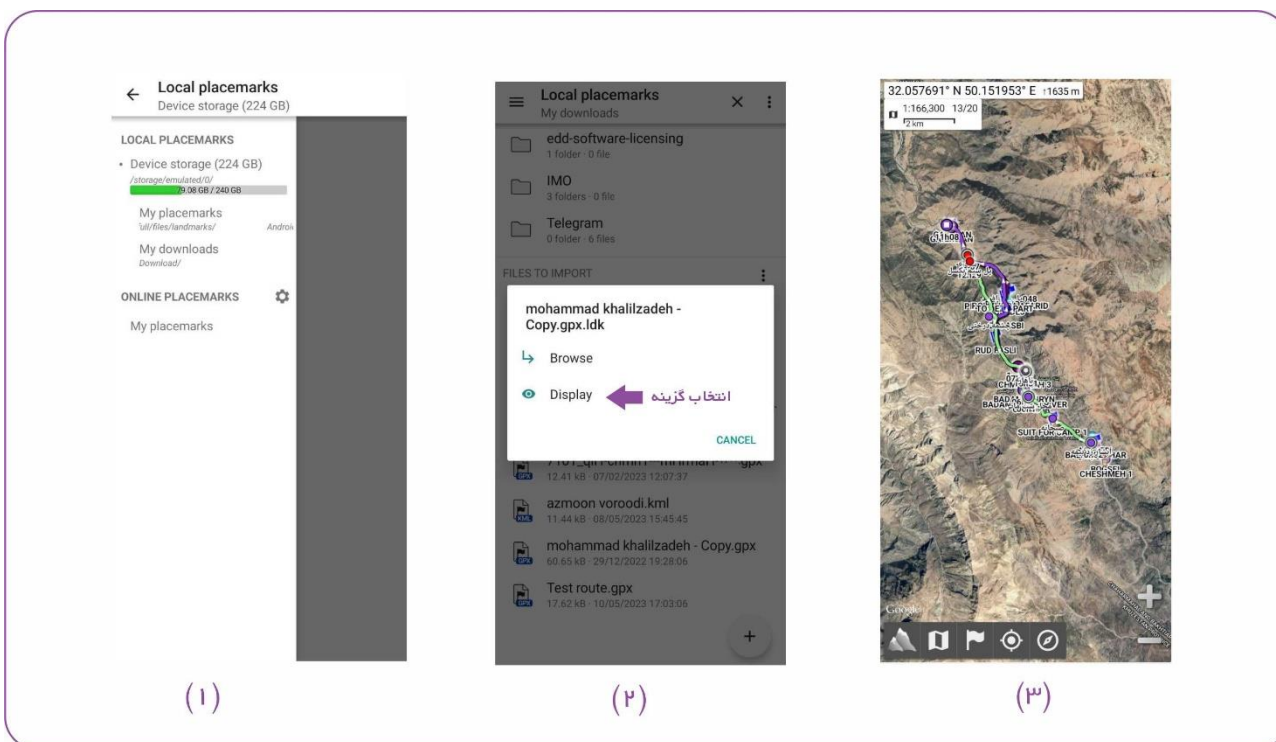 Local placemarks
Device storage (224 GB)
LOCAL PLACEMARKS
• Device storage (224 GB)
/storage/emulated/0/
79.08 GB / 240 GB
My placemarks
ull/files/landmarks/ Androi
My downloads
Download/
ONLINE PLACEMARKS
My placemarks
(۱)
Local placemarks
My downloads
edd-software-licensing
1 folder · 0 file
IMO
3 folders · 0 file
Telegram
0 folder · 6 files
FILES TO IMPORT
mohammad khalilzadeh -
Copy.gpx.ldk
Browse
Display
انتخاب گزینه
CANCEL
12.41 kB · 07/02/2023 12:07:37
azmoon voroodi.kml
11.44 kB · 08/05/2023 15:45:45
mohammad khalilzadeh - Copy.gpx
60.65 kB · 29/12/2022 19:28:06
Test route.gpx
17.62 kB · 10/05/2023 17:03:06
(۲)
32.057691° N 50.151953° E ↑1635 m
1:166,300 13/20
2 km
SUIT FOR CAMP 1
CHESHMEH 1
Google
(۳)